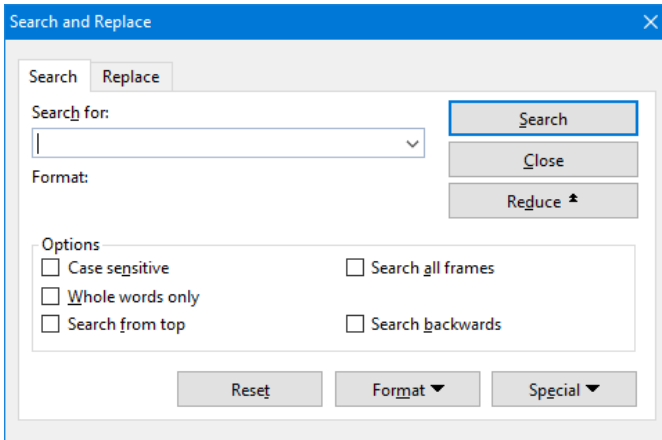 Search and Replace
Search Replace
Search for:
Search
Close
Format:
Reduce
Options
Case sensitive Search all frames
Whole words only
Search from top Search backwards
Reset Format Special